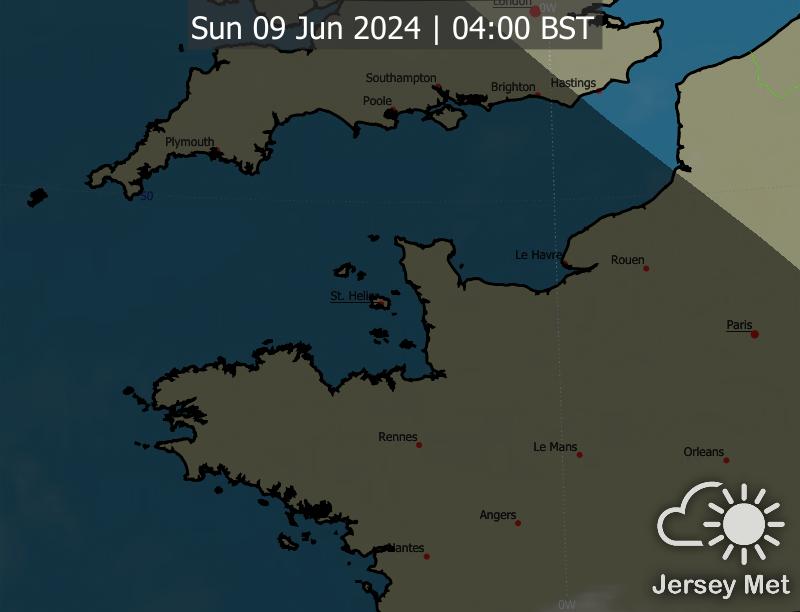 London
0W
Sun 09 Jun 2024 | 04:00 BST
Southampton
Brighton
Hastings
Poole
Plymouth
50
Le Havre
Rouen
St. Helier
Paris
Rennes
Le Mans
Orleans
Angers
Nantes
Jersey Met
0W